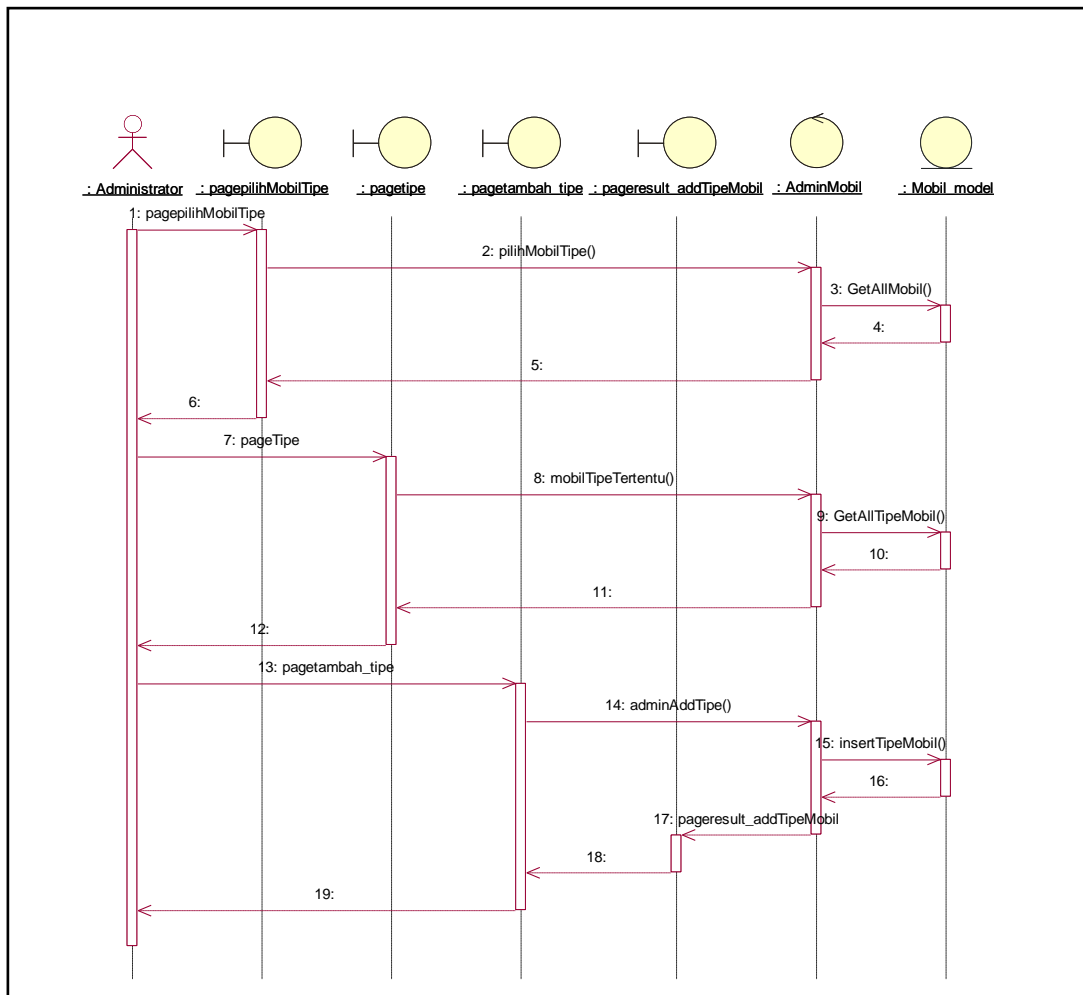 : Administrator
: pagepilihMobilTipe
: pagetipe
: pagetambah_tipe
: pageresult_addTipeMobil
: AdminMobil
: Mobil_model
1: pagepilihMobilTipe
2: pilihMobilTipe()
3: GetAllMobil()
4:
5:
6:
7: pageTipe
8: mobilTipeTertentu()
9: GetAllTipeMobil()
10:
11:
12:
13: pagetambah_tipe
14: adminAddTipe()
15: insertTipeMobil()
16:
17: pageresult_addTipeMobil
18:
19: